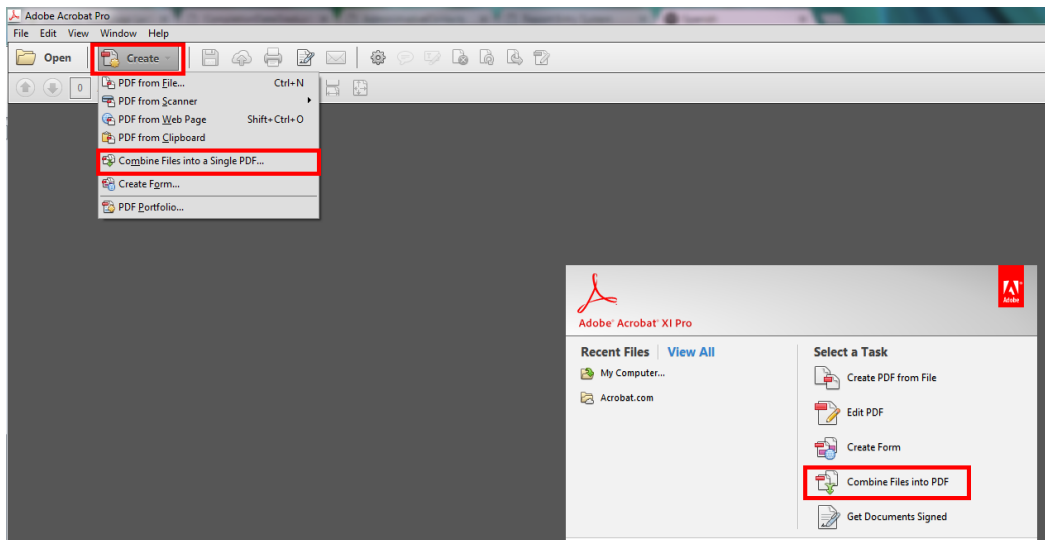 Adobe Acrobat Pro
File Edit View Window Help
Open Create
0
PDF from File... Ctrl+N
PDF from Scanner
PDF from Web Page Shift+Ctrl+O
PDF from Clipboard
Combine Files into a Single PDF...
Create Form...
PDF Portfolio...
Adobe
Adobe® Acrobat® XI Pro
Recent Files View All
My Computer...
Acrobat.com
Select a Task
Create PDF from File
Edit PDF
Create Form
Combine Files into PDF
Get Documents Signed